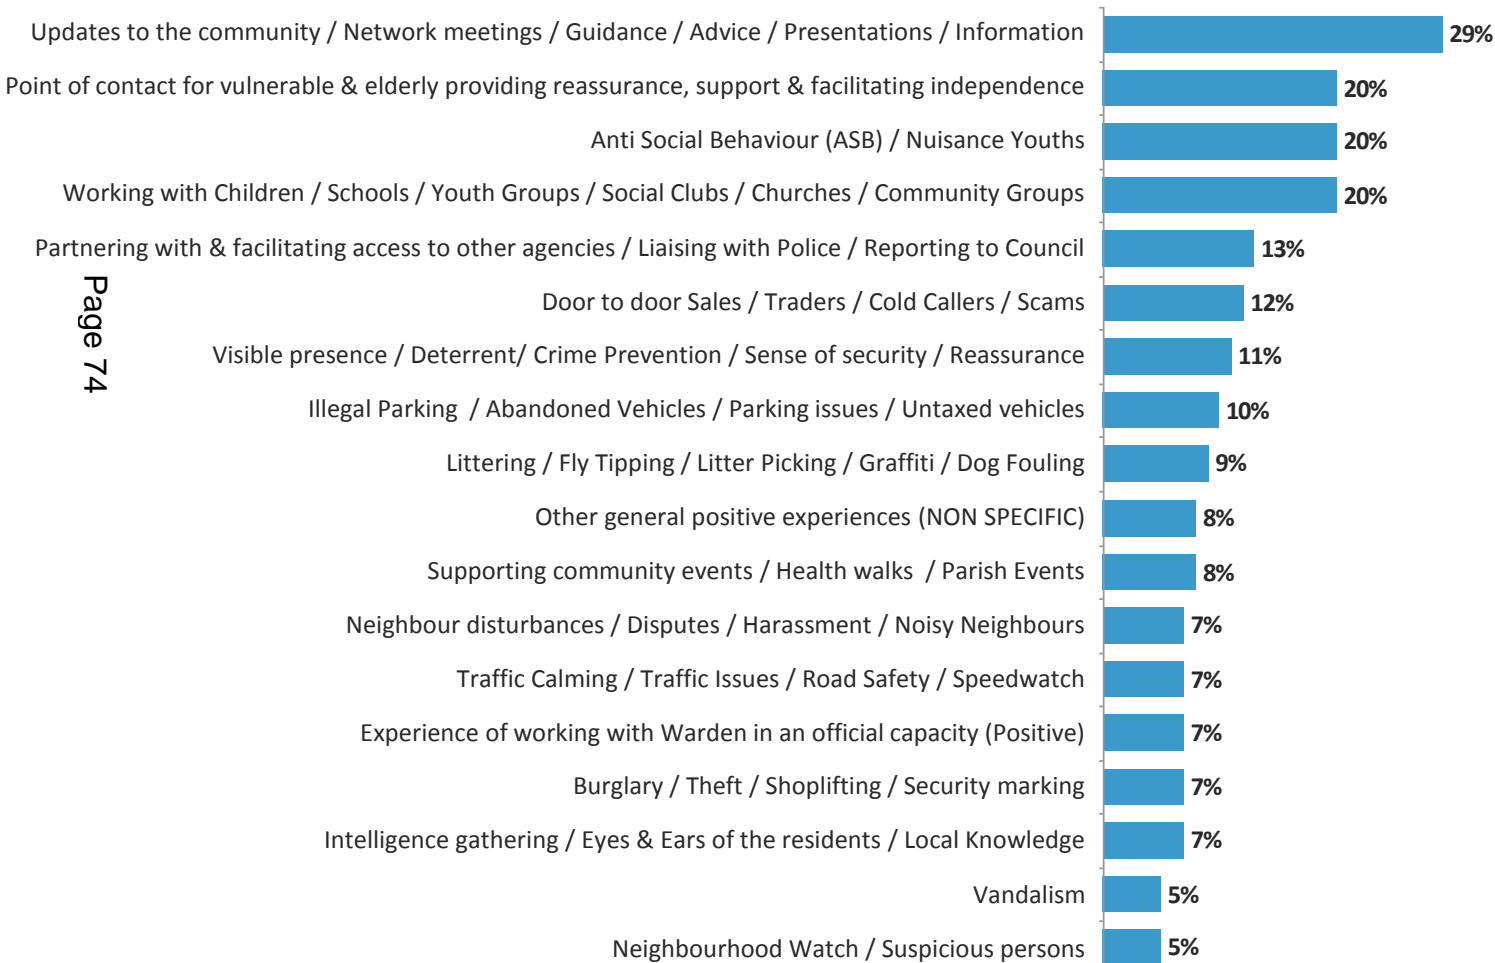 Updates to the community / Network meetings / Guidance / Advice / Presentations / Information 29%
Point of contact for vulnerable & elderly providing reassurance, support & facilitating independence 20%
Anti Social Behaviour (ASB) / Nuisance Youths 20%
Working with Children / Schools / Youth Groups / Social Clubs / Churches / Community Groups 20%
Partnering with & facilitating access to other agencies / Liaising with Police / Reporting to Council 13%
Door to door Sales / Traders / Cold Callers / Scams 12%
Visible presence / Deterrent/ Crime Prevention / Sense of security / Reassurance 11%
Illegal Parking  / Abandoned Vehicles / Parking issues / Untaxed vehicles 10%
Littering / Fly Tipping / Litter Picking / Graffiti / Dog Fouling 9%
Other general positive experiences (NON SPECIFIC) 8%
Supporting community events / Health walks  / Parish Events 8%
Neighbour disturbances / Disputes / Harassment / Noisy Neighbours 7%
Traffic Calming / Traffic Issues / Road Safety / Speedwatch 7%
Experience of working with Warden in an official capacity (Positive) 7%
Burglary / Theft / Shoplifting / Security marking 7%
Intelligence gathering / Eyes & Ears of the residents / Local Knowledge 7%
Vandalism 5%
Neighbourhood Watch / Suspicious persons 5%
Page 74